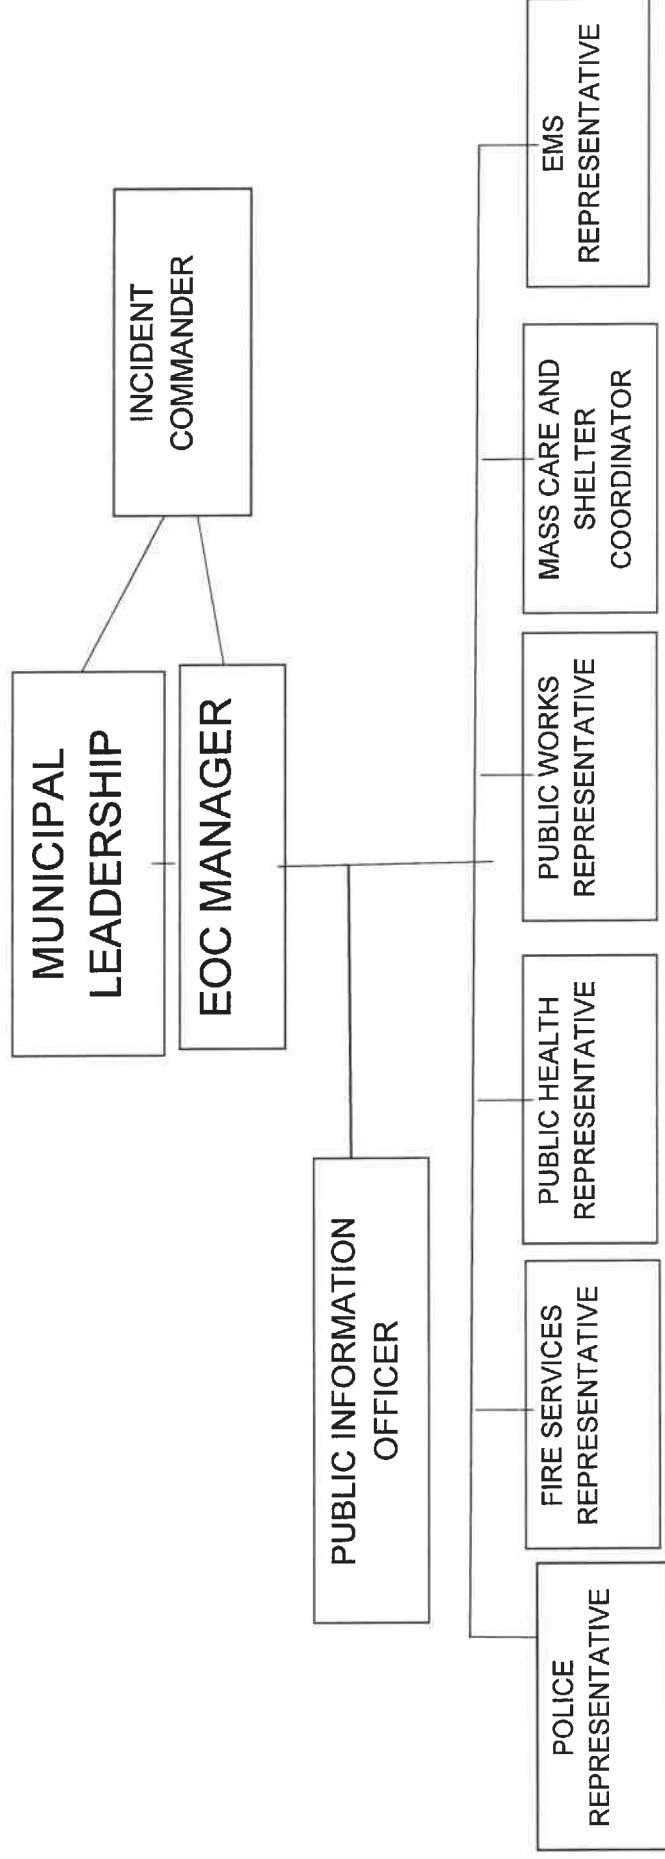 MUNICIPAL
LEADERSHIP
INCIDENT
COMMANDER
EOC MANAGER
PUBLIC INFORMATION
OFFICER
POLICE
REPRESENTATIVE
FIRE SERVICES
REPRESENTATIVE
PUBLIC HEALTH
REPRESENTATIVE
PUBLIC WORKS
REPRESENTATIVE
MASS CARE AND
SHELTER
COORDINATOR
EMS
REPRESENTATIVE